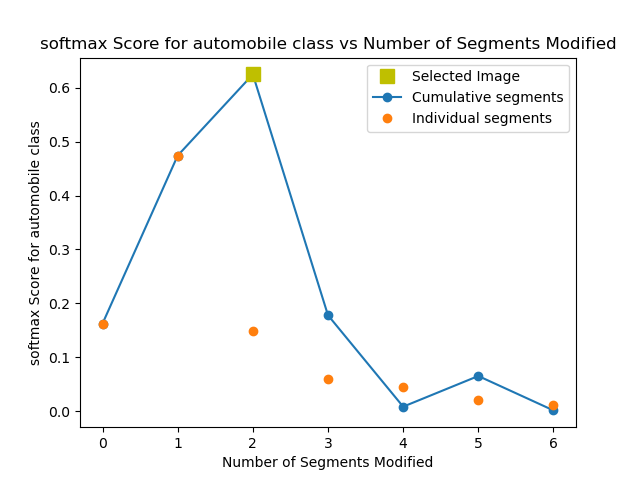 softmax Score for automobile class vs Number of Segments Modified
Selected Image
Cumulative segments
Individual segments
softmax Score for automobile class
0.6
0.5
0.4
0.3
0.2
0.1
0.0
0 1 2 3 4 5 6
Number of Segments Modified